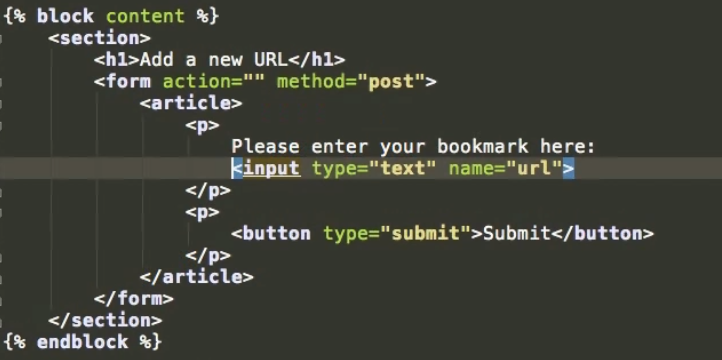 {% block content %}
<section>
<h1>Add a new URL</h1>
<form action="" method="post">
<article>
<p>
Please enter your bookmark here:
<input type="text" name="url">
</p>
<p>
<button type="submit">Submit</button>
</p>
</article>
</form>
</section>
{% endblock %}